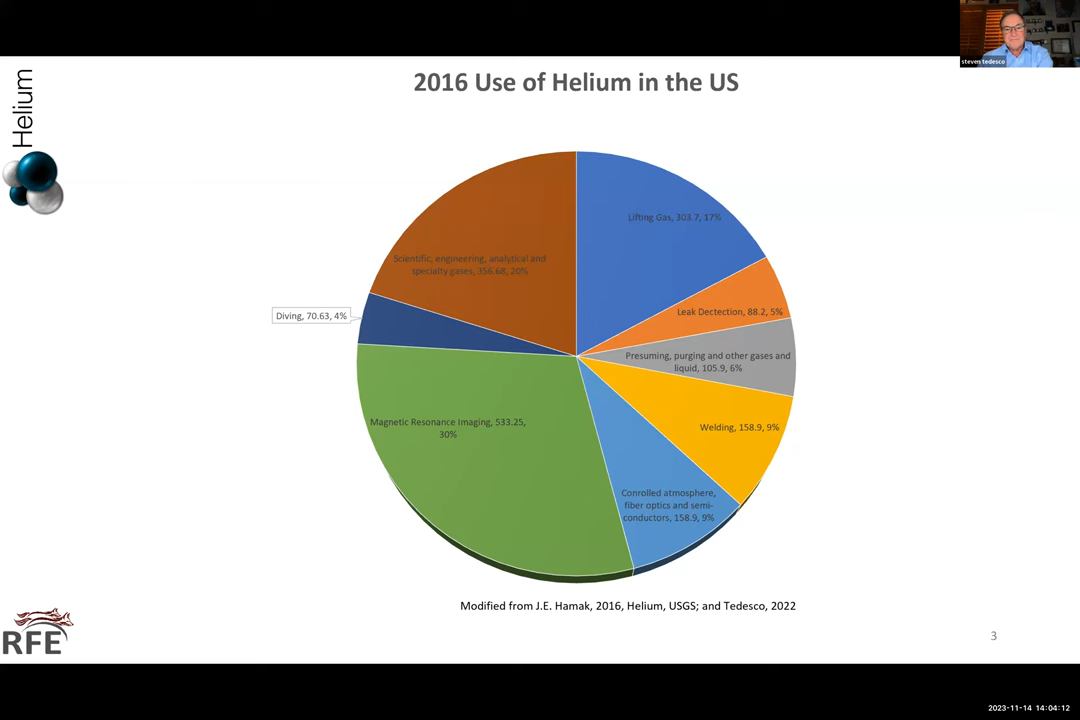 steven tedesco
Helium
2016 Use of Helium in the US
Lifting Gas, 303.7, 17%
Scientific, engineering, analytical and
specialty gases, 356.68, 20%
Leak Dectection, 88.2, 5%
Diving, 70.63, 4%
Presuming, purging and other gases and
liquid, 105.9, 6%
Magnetic Resonance Imaging, 533.25,
30%
Welding, 158.9, 9%
Conrolled atmosphere,
fiber optics and semi-
conductors, 158.9, 9%
Modified from J.E. Hamak, 2016, Helium, USGS; and Tedesco, 2022
RFE
3
2023-11-14 14:04:12